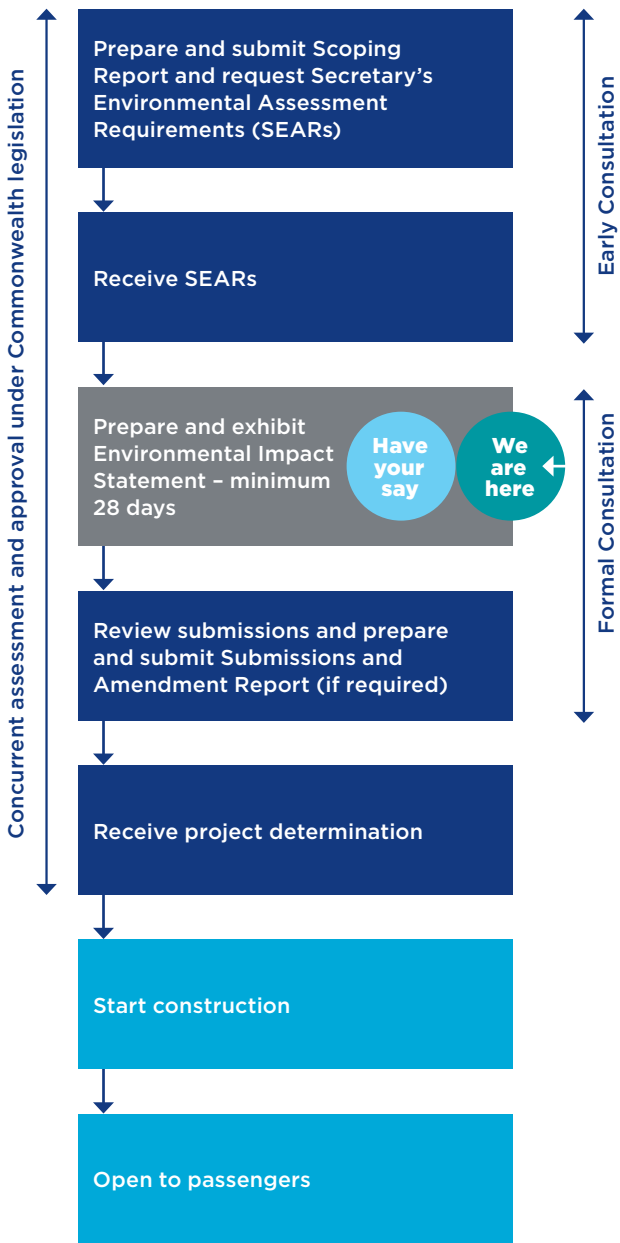 Concurrent assessment and approval under Commonwealth legislation
Prepare and submit Scoping
Report and request Secretary’s
Environmental Assessment
Requirements (SEARs)
Early Consultation
Receive SEARs
Prepare and exhibit
Environmental Impact
Statement – minimum
28 days
Have
your
say
We
are
here
Formal Consultation
Review submissions and prepare
and submit Submissions and
Amendment Report (if required)
Receive project determination
Start construction
Open to passengers